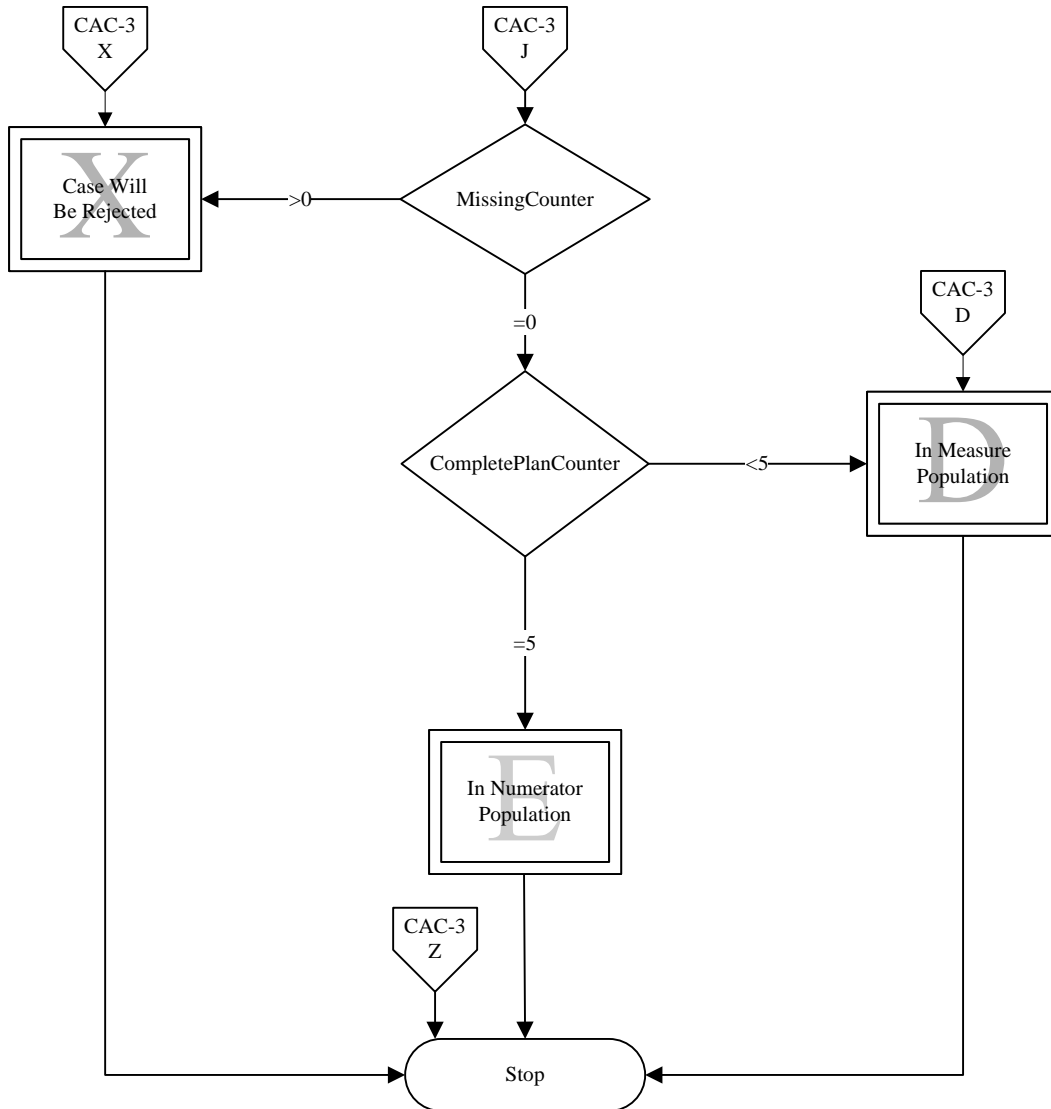 CAC-3
X
CAC-3
J
X
Case Will
Be Rejected
>0
MissingCounter
=0
CAC-3
D
CompletePlanCounter
<5
D
In Measure
Population
=5
E
In Numerator
Population
CAC-3
Z
Stop